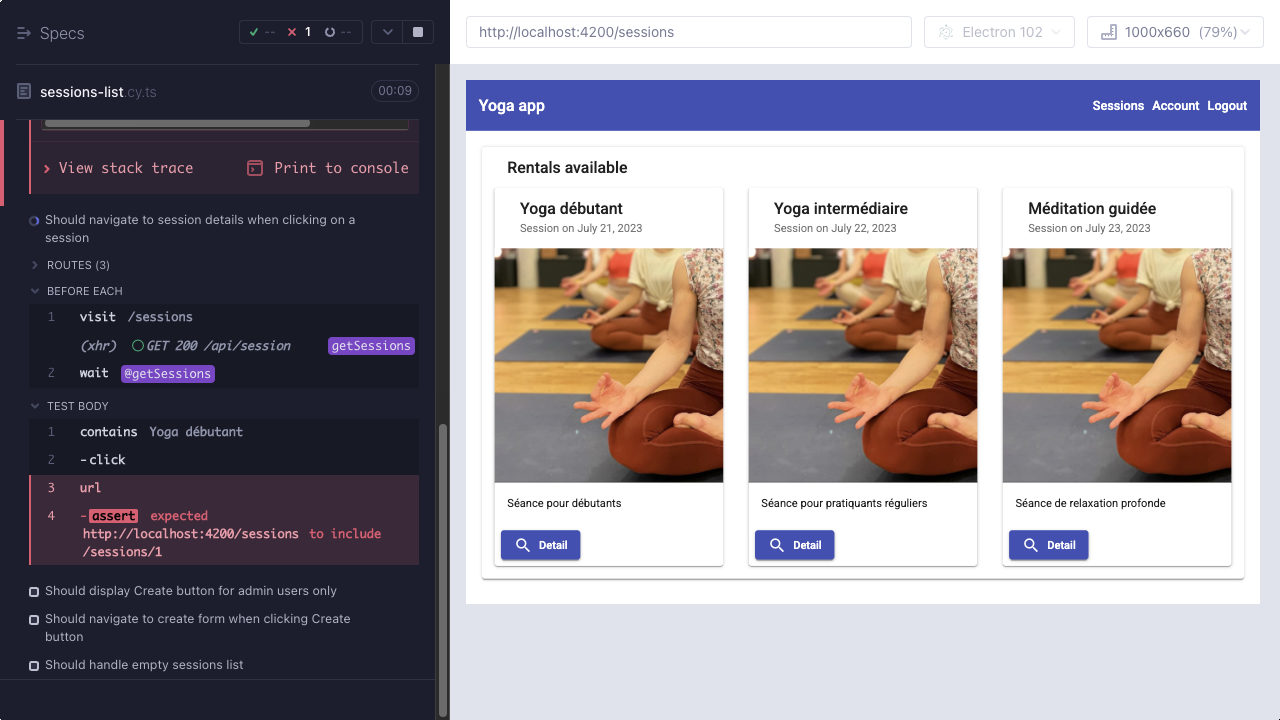 Specs
-- 1 --
sessions-list.cy.ts
00:09
View stack trace
Print to console
Should navigate to session details when clicking on a
session
ROUTES (3)
BEFORE EACH
1 visit /sessions
(xhr) GET 200 /api/session getSessions
2 wait @getSessions
TEST BODY
1 contains Yoga débutant
2 -click
3 url
4 -assert expected
http://localhost:4200/sessions to include
/sessions/1
Should display Create button for admin users only
Should navigate to create form when clicking Create
button
Should handle empty sessions list
http://localhost:4200/sessions
Electron 102
1000x660 (79%)
Yoga app
Sessions Account Logout
Rentals available
Yoga débutant
Session on July 21, 2023
Séance pour débutants
Detail
Yoga intermédiaire
Session on July 22, 2023
Séance pour pratiquants réguliers
Detail
Méditation guidée
Session on July 23, 2023
Séance de relaxation profonde
Detail